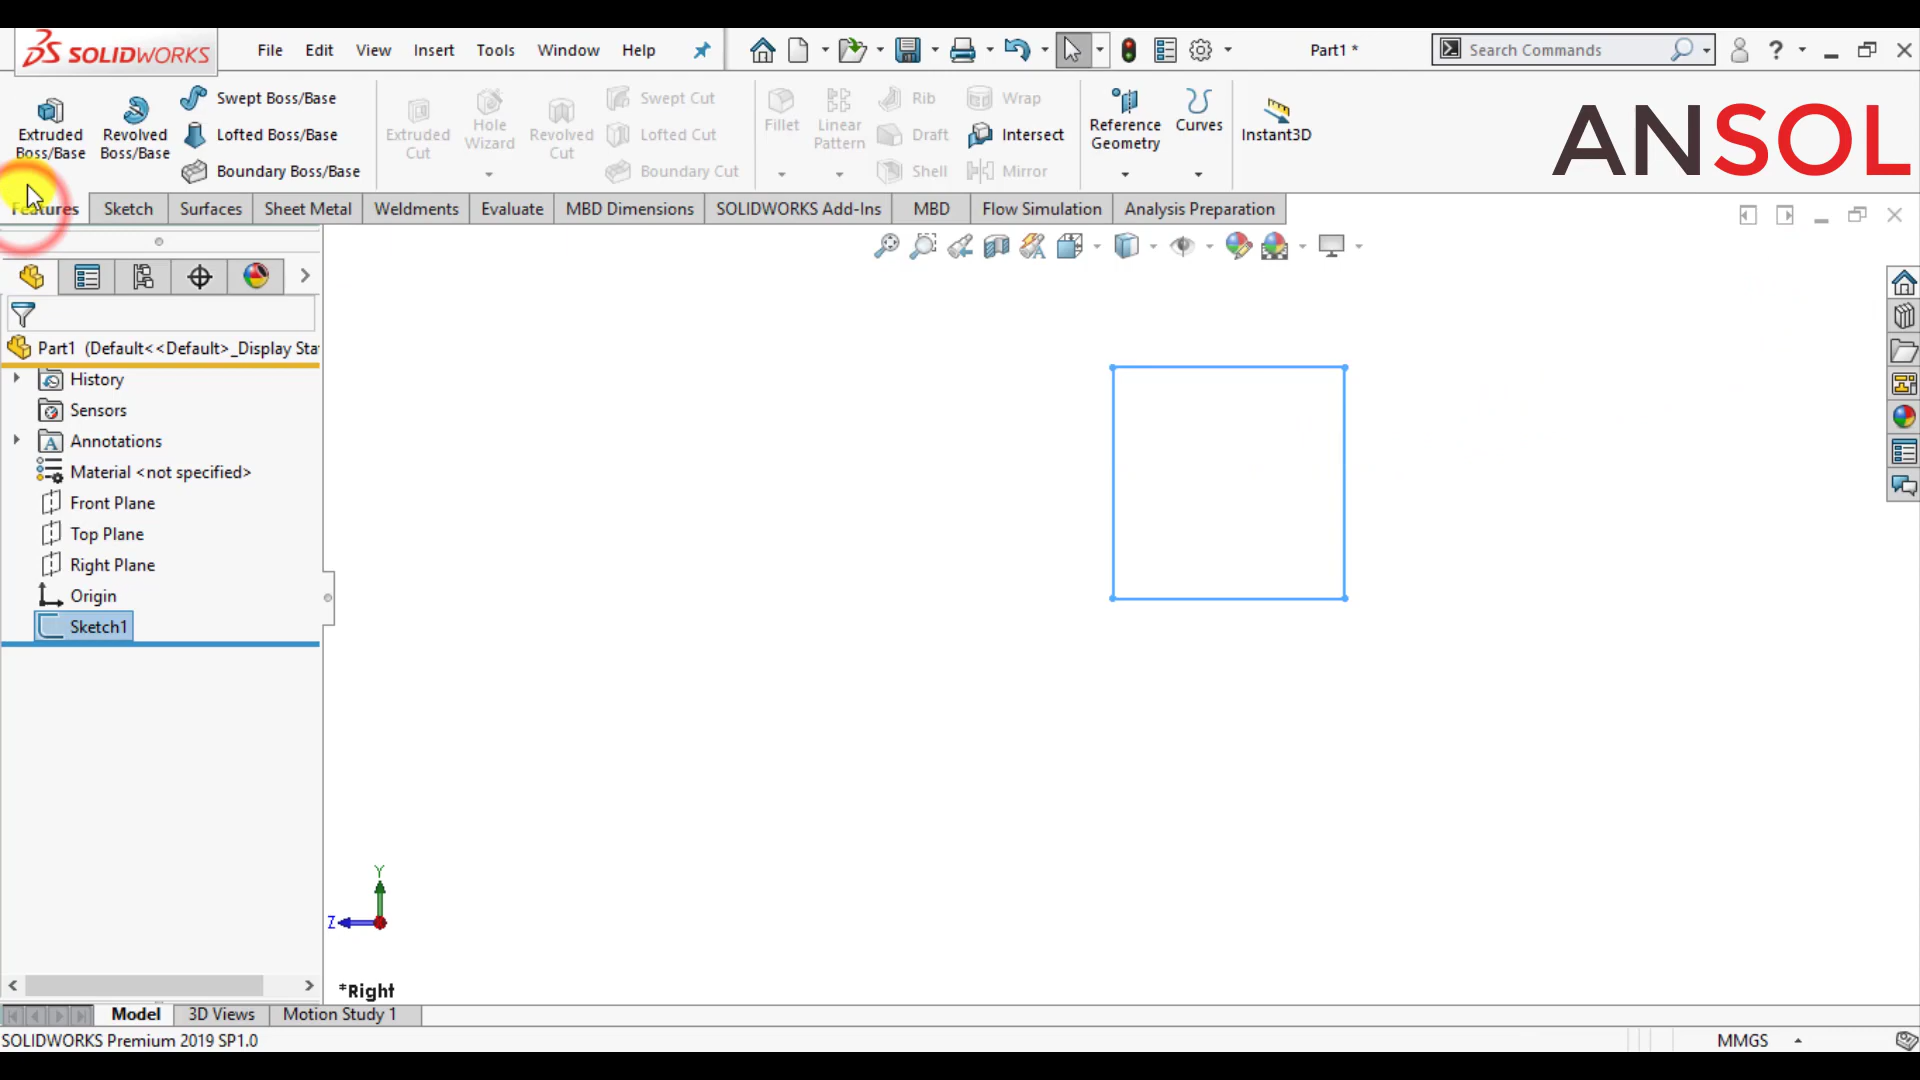 SOLIDWORKS File Edit View Insert Tools Window Help Part1 * Search Commands ?
Extruded Boss/Base Revolved Boss/Base Swept Boss/Base Lofted Boss/Base Boundary Boss/Base Extruded Cut Hole Wizard Revolved Cut Swept Cut Lofted Cut Boundary Cut Fillet Linear Pattern Rib Draft Shell Wrap Intersect Mirror Reference Geometry Curves Instant3D
ANSOL
Features Sketch Surfaces Sheet Metal Weldments Evaluate MBD Dimensions SOLIDWORKS Add-Ins MBD Flow Simulation Analysis Preparation
Part1 (Default<<Default>_Display Sta
History
Sensors
Annotations
Material <not specified>
Front Plane
Top Plane
Right Plane
Origin
Sketch1
Y
Z
*Right
Model 3D Views Motion Study 1
SOLIDWORKS Premium 2019 SP1.0 MMGS